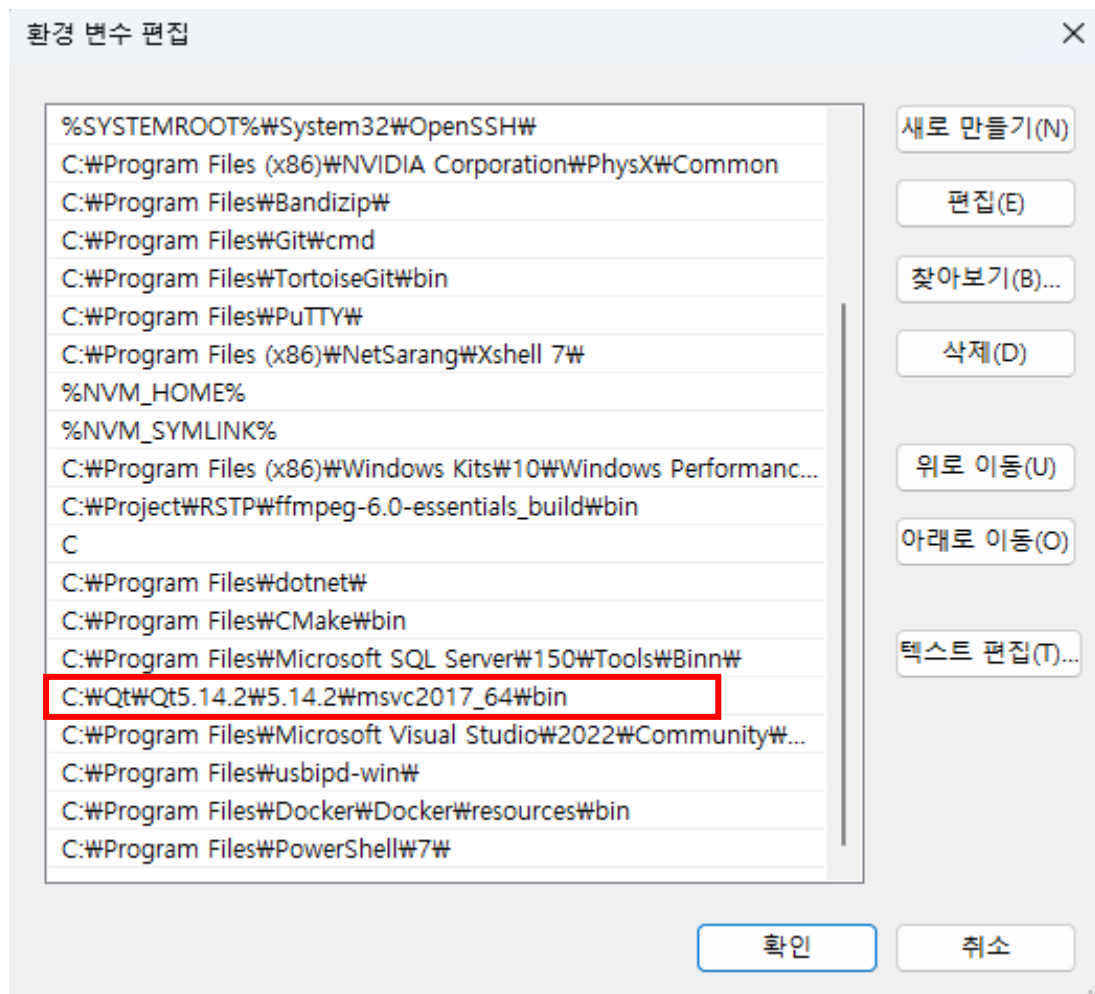 환경 변수 편집
%SYSTEMROOT%₩System32₩OpenSSH₩
C:₩Program Files (x86)₩NVIDIA Corporation₩PhysX₩Common
C:₩Program Files₩Bandizip₩
C:₩Program Files₩Git₩cmd
C:₩Program Files₩TortoiseGit₩bin
C:₩Program Files₩PuTTY₩
C:₩Program Files (x86)₩NetSarang₩Xshell 7₩
%NVM_HOME%
%NVM_SYMLINK%
C:₩Program Files (x86)₩Windows Kits₩10₩Windows Performanc...
C:₩Project₩RSTP₩ffmpeg-6.0-essentials_build₩bin
C
C:₩Program Files₩dotnet₩
C:₩Program Files₩CMake₩bin
C:₩Program Files₩Microsoft SQL Server₩150₩Tools₩Binn₩
C:₩Qt₩Qt5.14.2₩5.14.2₩msvc2017_64₩bin
C:₩Program Files₩Microsoft Visual Studio₩2022₩Community₩...
C:₩Program Files₩usbipd-win₩
C:₩Program Files₩Docker₩Docker₩resources₩bin
C:₩Program Files₩PowerShell₩7₩
새로 만들기(N)
편집(E)
찾아보기(B)...
삭제(D)
위로 이동(U)
아래로 이동(O)
텍스트 편집(T)...
확인
취소